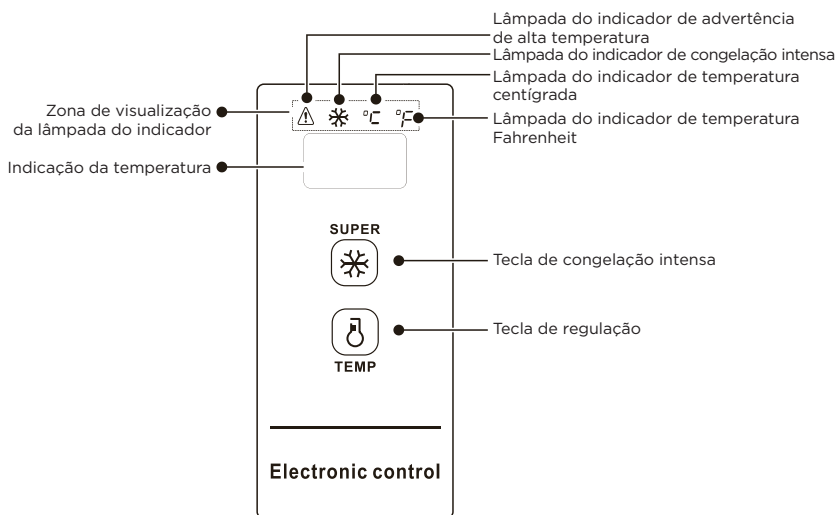 Lâmpada do indicador de advertência
de alta temperatura
Lâmpada do indicador de congelação intensa
Lâmpada do indicador de temperatura
centígrada
Lâmpada do indicador de temperatura
Fahrenheit
Zona de visualização
da lâmpada do indicador
°C °F
Indicação da temperatura
SUPER
Tecla de congelação intensa
Tecla de regulação
TEMP
Electronic control